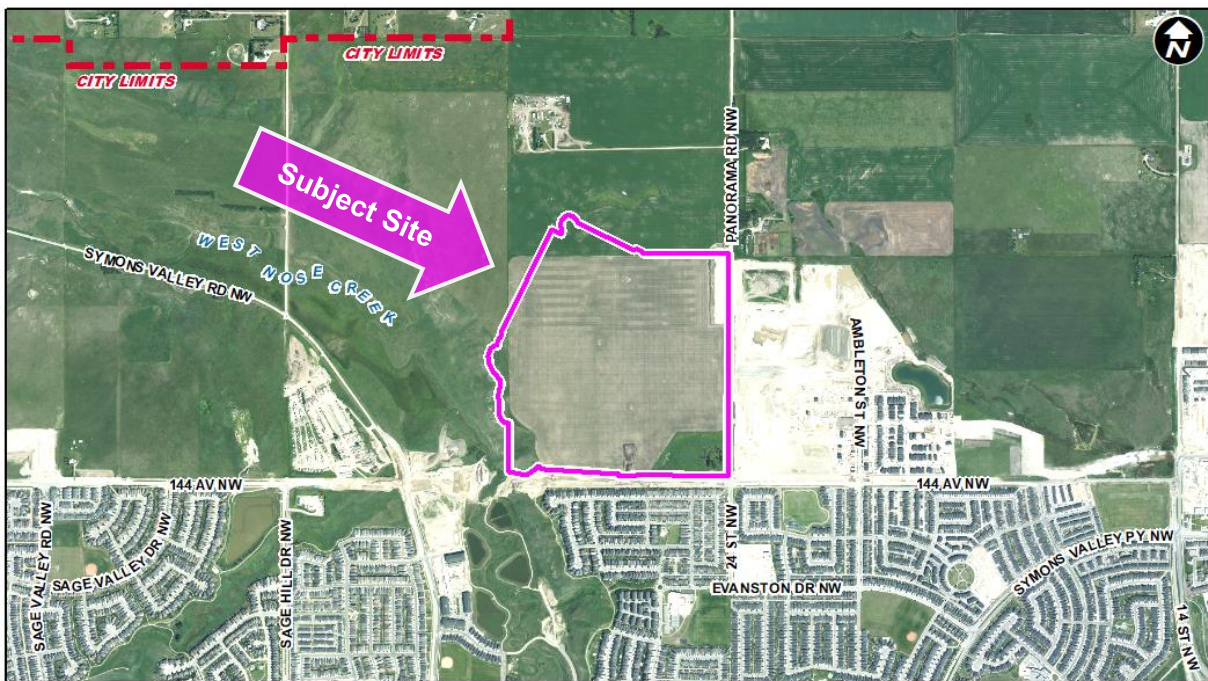 CITY LIMITS
CITY LIMITS
N
Subject Site
PANORAMA RD NW
WEST NOSE CREEK
SYMONS VALLEY RD NW
AMBLETON ST NW
144 AV NW
144 AV NW
SAGE VALLEY RD NW
SAGE VALLEY DR NW
SAGE HILL DR NW
24 ST NW
EVANSTON DR NW
SYMONS VALLEY PY NW
14 ST NW